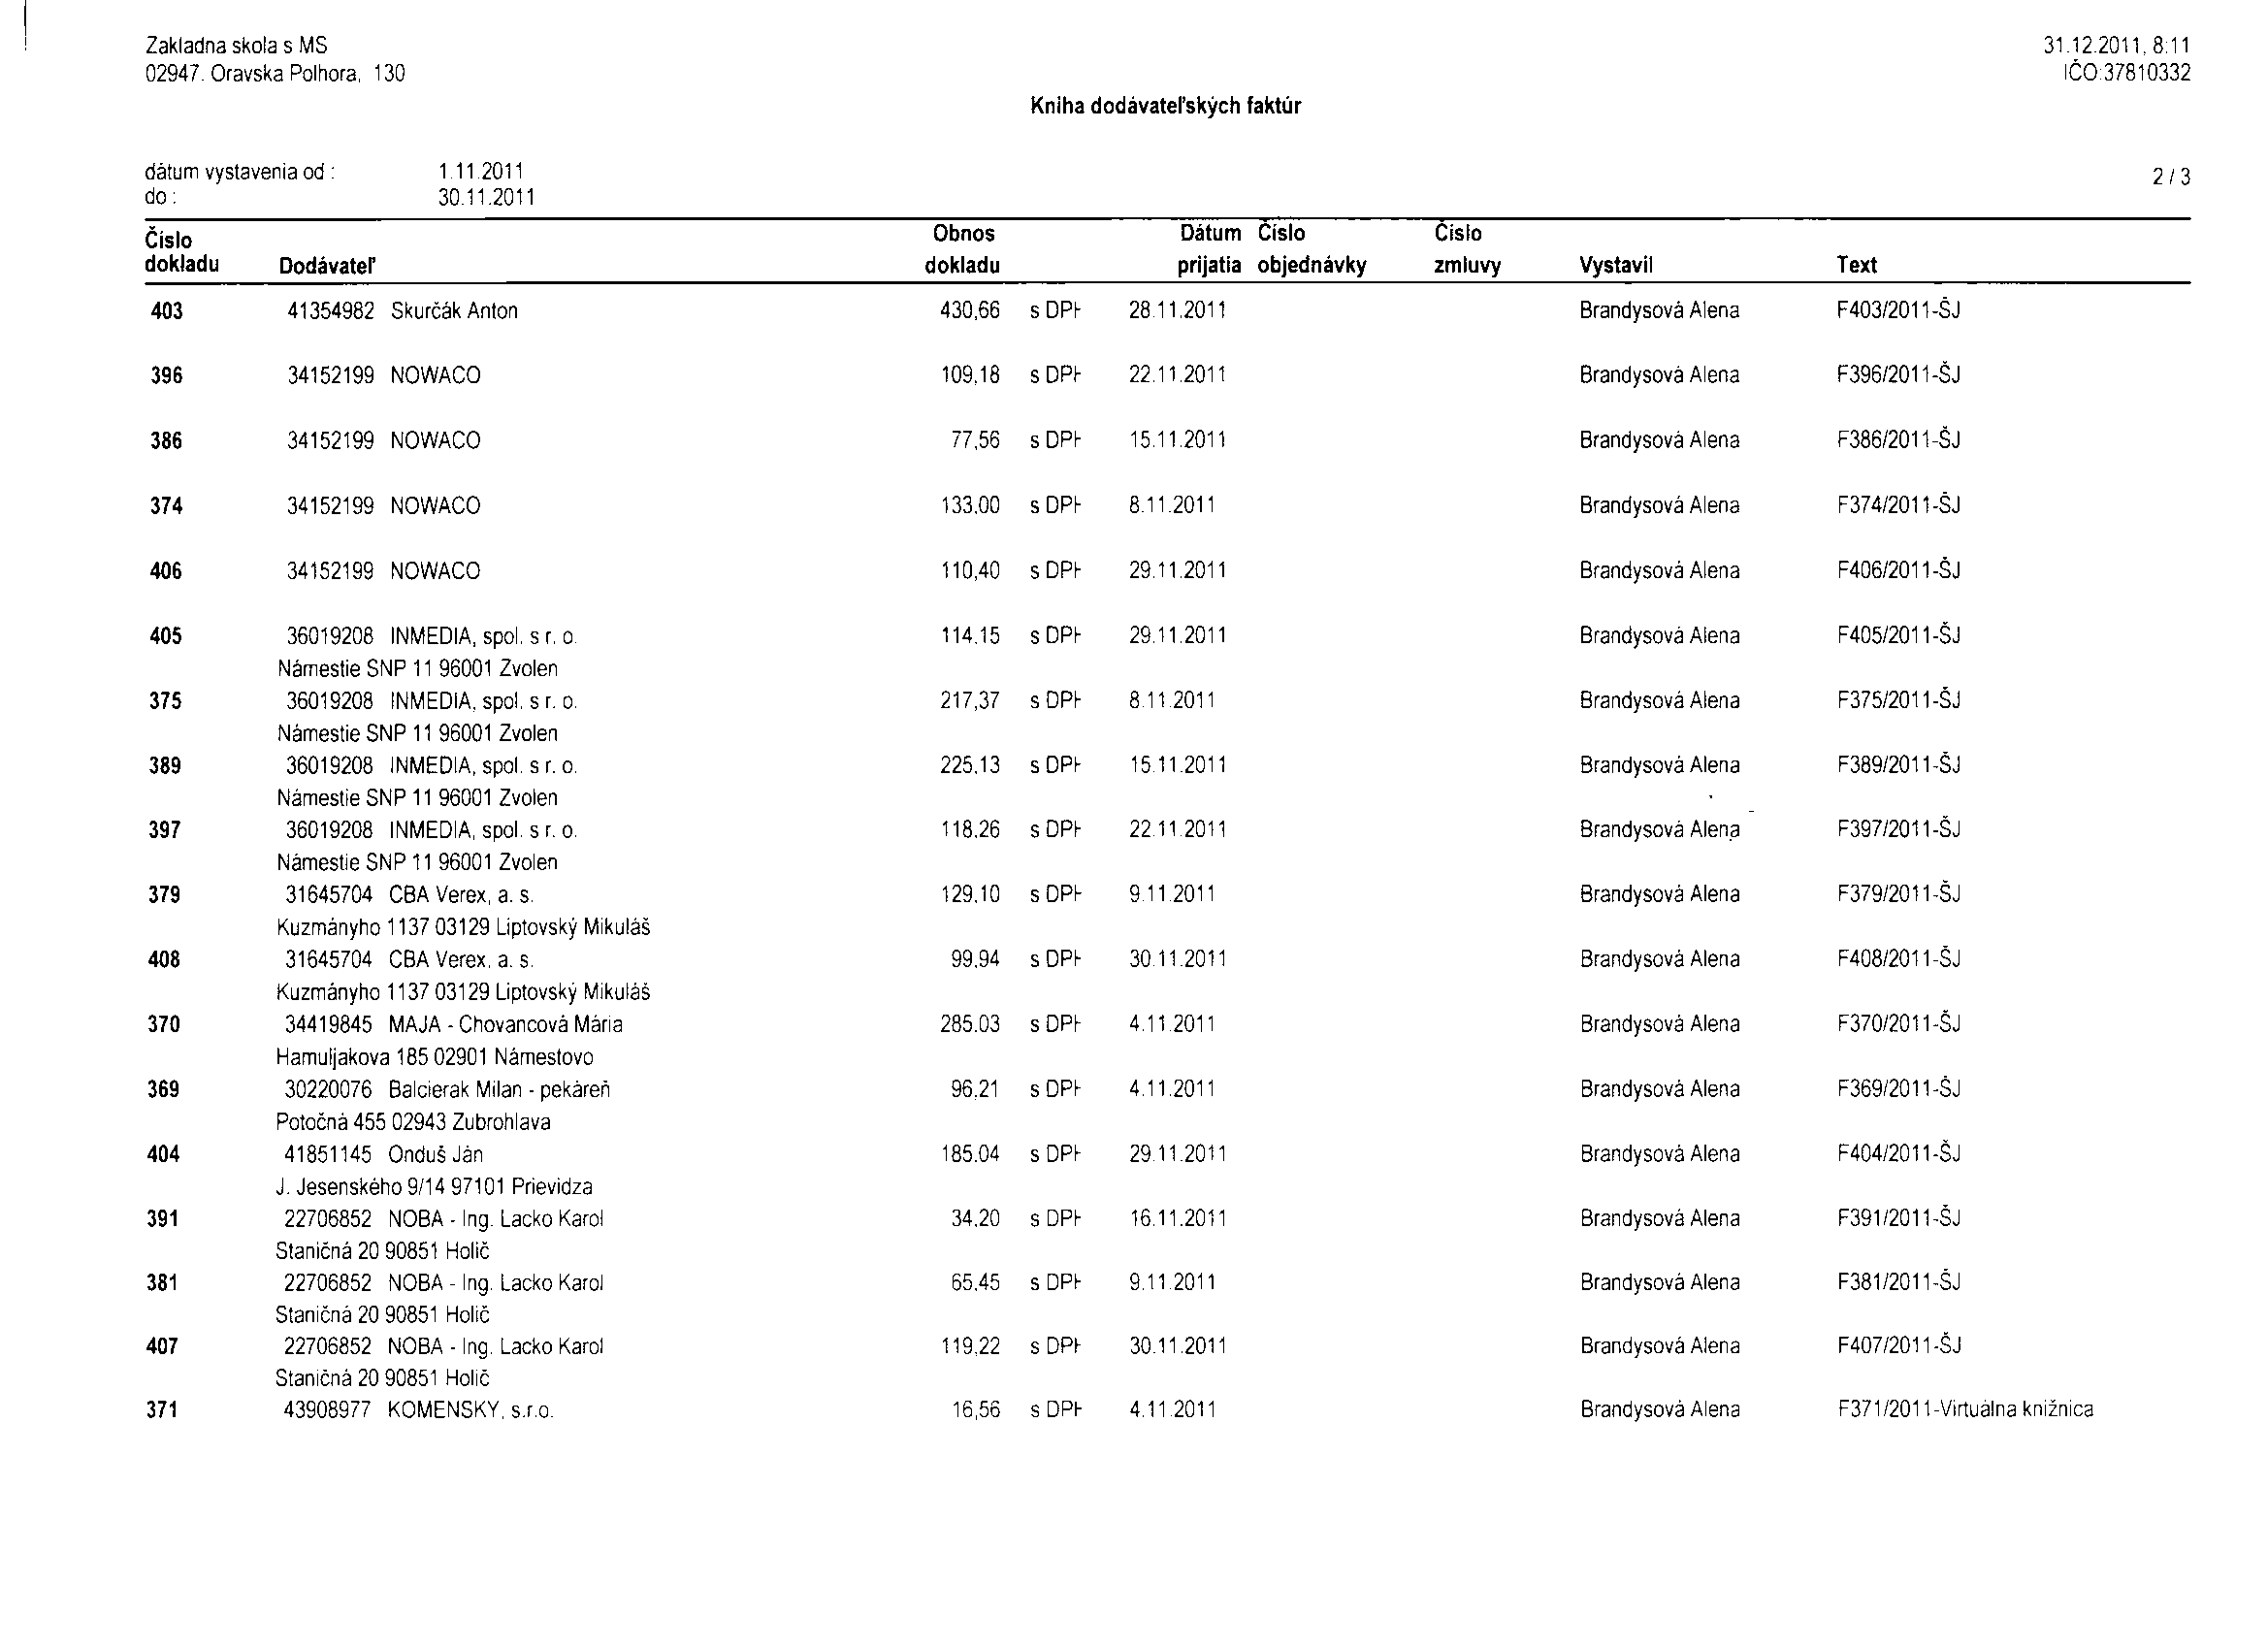 Zakladna skola s MS
31.12.2011, 8:11
02947. Oravska Polhora, 130
IČO:37810332
Kniha dodávateľských faktúr
dátum vystavenia od : 1.11.2011
2 / 3
do : 30.11.2011
Číslo Obnos Dátum Číslo Číslo
dokladu Dodávateľ dokladu prijatia objednávky zmluvy Vystavil Text
403 41354982 Skurčák Anton 430,66 s DPH 28.11.2011 Brandysová Alena F403/2011-ŠJ
396 34152199 NOWACO 109,18 s DPH 22.11.2011 Brandysová Alena F396/2011-ŠJ
386 34152199 NOWACO 77,56 s DPH 15.11.2011 Brandysová Alena F386/2011-ŠJ
374 34152199 NOWACO 133,00 s DPH 8.11.2011 Brandysová Alena F374/2011-ŠJ
406 34152199 NOWACO 110,40 s DPH 29.11.2011 Brandysová Alena F406/2011-ŠJ
405 36019208 INMEDIA, spol. s r. o. 114,15 s DPH 29.11.2011 Brandysová Alena F405/2011-ŠJ
Námestie SNP 11 96001 Zvolen
375 36019208 INMEDIA, spol. s r. o. 217,37 s DPH 8.11.2011 Brandysová Alena F375/2011-ŠJ
Námestie SNP 11 96001 Zvolen
389 36019208 INMEDIA, spol. s r. o. 225,13 s DPH 15.11.2011 Brandysová Alena F389/2011-ŠJ
Námestie SNP 11 96001 Zvolen
397 36019208 INMEDIA, spol. s r. o. 118,26 s DPH 22.11.2011 Brandysová Alena F397/2011-ŠJ
Námestie SNP 11 96001 Zvolen
379 31645704 CBA Verex, a. s. 129,10 s DPH 9.11.2011 Brandysová Alena F379/2011-ŠJ
Kuzmányho 1137 03129 Liptovský Mikuláš
408 31645704 CBA Verex, a. s. 99,94 s DPH 30.11.2011 Brandysová Alena F408/2011-ŠJ
Kuzmányho 1137 03129 Liptovský Mikuláš
370 34419845 MAJA - Chovancová Mária 285,03 s DPH 4.11.2011 Brandysová Alena F370/2011-ŠJ
Hamuljakova 185 02901 Námestovo
369 30220076 Balcierak Milan - pekáreň 96,21 s DPH 4.11.2011 Brandysová Alena F369/2011-ŠJ
Potočná 455 02943 Zubrohlava
404 41851145 Onduš Ján 185,04 s DPH 29.11.2011 Brandysová Alena F404/2011-ŠJ
J. Jesenského 9/14 97101 Prievidza
391 22706852 NOBA - Ing. Lacko Karol 34,20 s DPH 16.11.2011 Brandysová Alena F391/2011-ŠJ
Staničná 20 90851 Holič
381 22706852 NOBA - Ing. Lacko Karol 65,45 s DPH 9.11.2011 Brandysová Alena F381/2011-ŠJ
Staničná 20 90851 Holič
407 22706852 NOBA - Ing. Lacko Karol 119,22 s DPH 30.11.2011 Brandysová Alena F407/2011-ŠJ
Staničná 20 90851 Holič
371 43908977 KOMENSKY, s.r.o. 16,56 s DPH 4.11.2011 Brandysová Alena F371/2011-Virtuálna knižnica